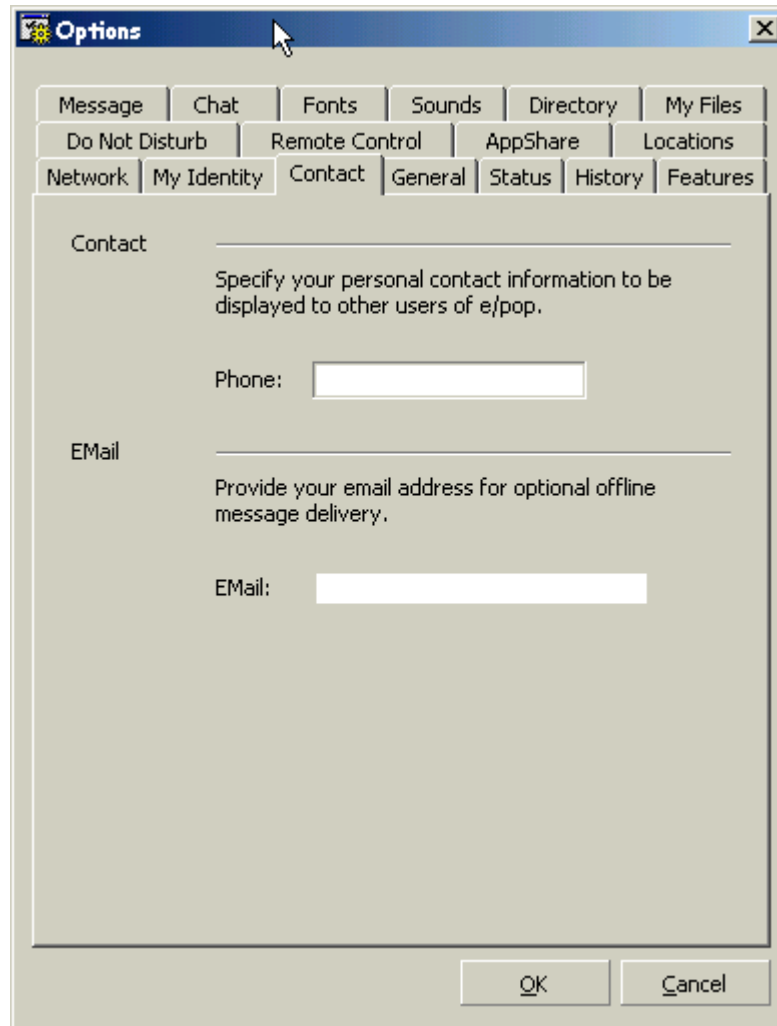 Options
Message Chat Fonts Sounds Directory My Files
Do Not Disturb Remote Control AppShare Locations
Network My Identity Contact General Status History Features
Contact
Specify your personal contact information to be
displayed to other users of e/pop.
Phone:
EMail
Provide your email address for optional offline
message delivery.
EMail:
OK Cancel